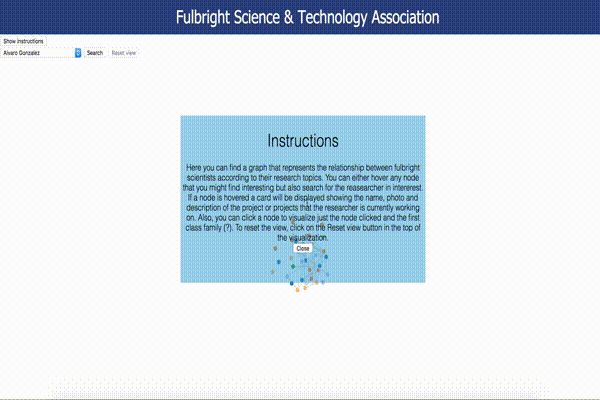 Fulbright Science & Technology Association
Show instructions
Alvaro Gonzalez
Search
Reset view
Instructions
Here you can find a graph that represents the relationship between fulbright
scientists according to their research topics. You can either hover any node
that you might find interesting but also search for the reasearcher in intererest.
If a node is hovered a card will be displayed showing the name, photo and
description of the project or projects that the researcher is currently working
on. Also, you can click a node to visualize just the node clicked and the first
class family (?). To reset the view, click on the Reset view button in the top of
the visualization.
Close